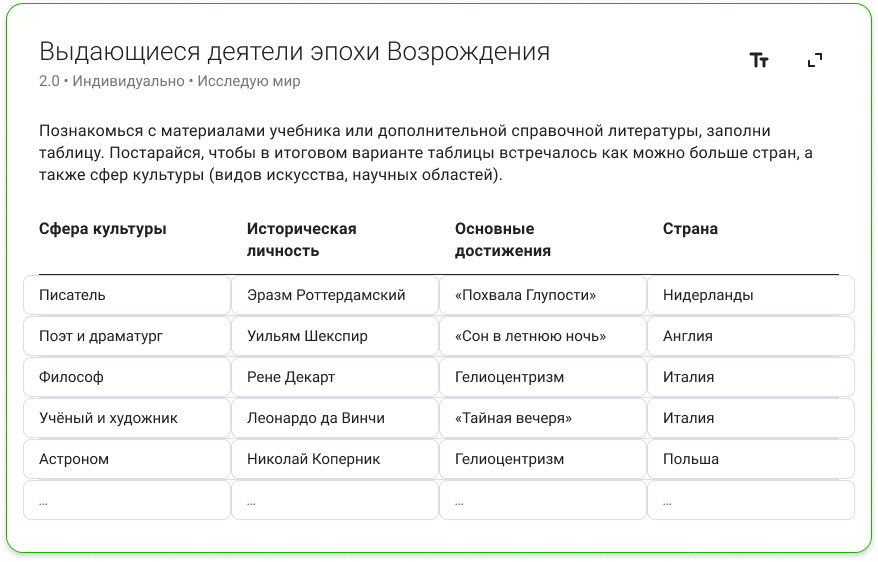 Выдающиеся деятели эпохи Возрождения
2.0 • Индивидуально • Исследую мир
Познакомься с материалами учебника или дополнительной справочной литературы, заполни
таблицу. Постарайся, чтобы в итоговом варианте таблицы встречалось как можно больше стран, а
также сфер культуры (видов искусства, научных областей).
Сфера культуры Историческая личность Основные достижения Страна
Писатель Эразм Роттердамский «Похвала Глупости» Нидерланды
Поэт и драматург Уильям Шекспир «Сон в летнюю ночь» Англия
Философ Рене Декарт Гелиоцентризм Италия
Учёный и художник Леонардо да Винчи «Тайная вечеря» Италия
Астроном Николай Коперник Гелиоцентризм Польша
... ... ... ...